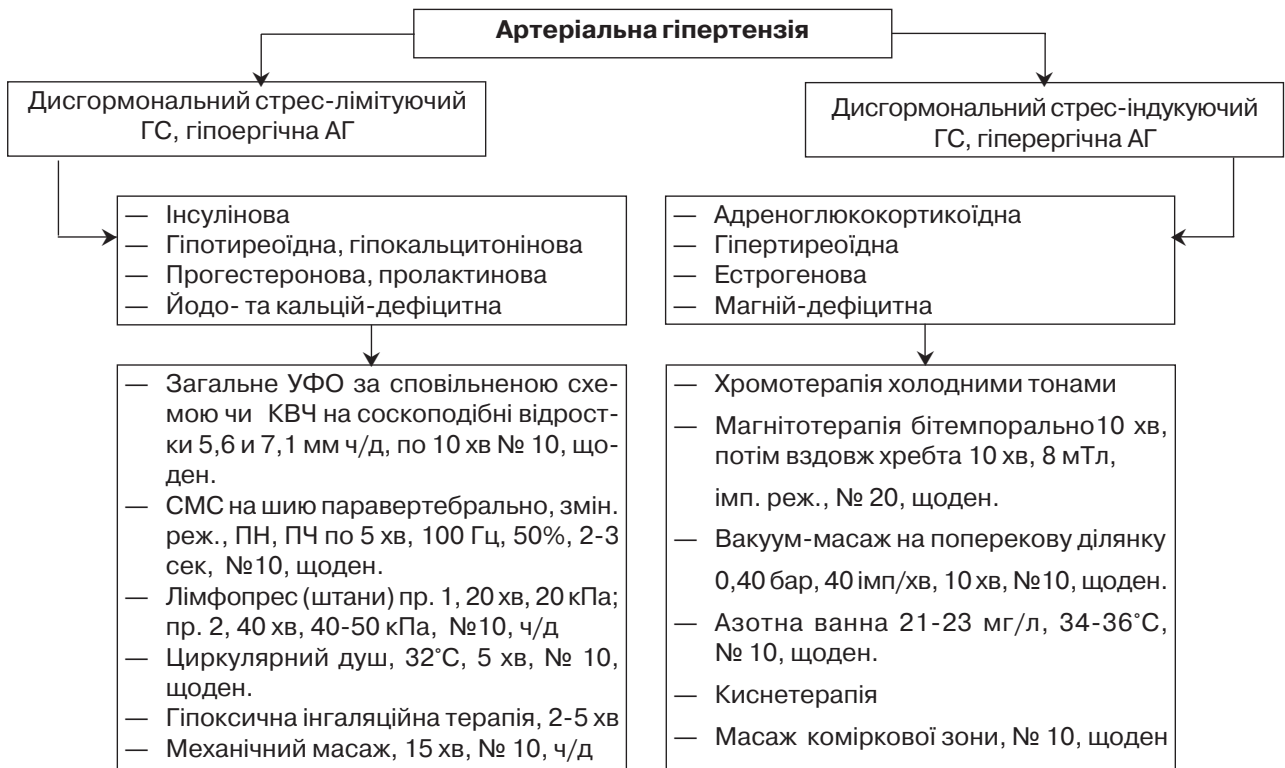 Артеріальна гіпертензія
Дисгормональний стрес-лімітуючий
ГС, гіпоергічна АГ
Дисгормональний стрес-індукуючий
ГС, гіперергічна АГ
— Інсулінова
— Гіпотиреоїдна, гіпокальцитонінова
— Прогестеронова, пролактинова
— Йодо- та кальцій-дефіцитна
— Адреноглюкокортикоїдна
— Гіпертиреоїдна
— Естрогенова
— Магній-дефіцитна
— Загальне УФО за сповільненою схе-
мою чи КВЧ на соскоподібні відрост-
ки 5,6 и 7,1 мм ч/д, по 10 хв № 10, що-
ден.
— СМС на шию паравертебрально, змін.
реж., ПН, ПЧ по 5 хв, 100 Гц, 50%, 2-3
сек, №10, щоден.
— Лімфопрес (штани) пр. 1, 20 хв, 20 кПа;
пр. 2, 40 хв, 40-50 кПа, №10, ч/д
— Циркулярний душ, 32°С, 5 хв, № 10,
щоден.
— Гіпоксична інгаляційна терапія, 2-5 хв
— Механічний масаж, 15 хв, № 10, ч/д
— Хромотерапія холодними тонами
— Магнітотерапія бітемпорально10 хв,
потім вздовж хребта 10 хв, 8 мТл,
імп. реж., № 20, щоден.
— Вакуум-масаж на поперекову ділянку
0,40 бар, 40 імп/хв, 10 хв, №10, щоден.
— Азотна ванна 21-23 мг/л, 34-36°С,
№ 10, щоден.
— Киснетерапія
— Масаж коміркової зони, № 10, щоден